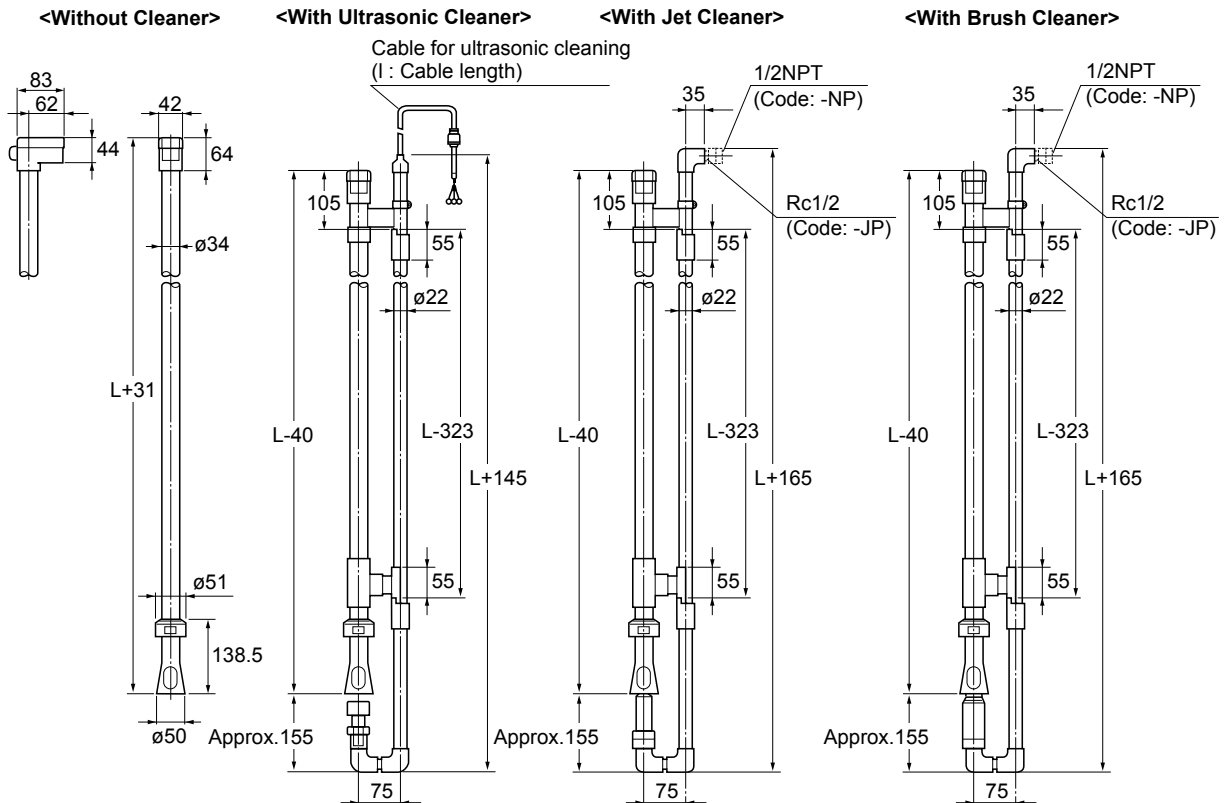 <Without Cleaner>
<With Ultrasonic Cleaner>
<With Jet Cleaner>
<With Brush Cleaner>
83
62
44
42
64
ø34
L+31
ø51
138.5
ø50
Cable for ultrasonic cleaning
(I : Cable length)
105
55
ø22
L-40
L-323
L+145
55
Approx.155
75
35
1/2NPT
(Code: -NP)
105
Rc1/2
(Code: -JP)
55
ø22
L-40
L-323
L+165
55
Approx.155
75
35
1/2NPT
(Code: -NP)
105
Rc1/2
(Code: -JP)
55
ø22
L-40
L-323
L+165
55
Approx.155
75